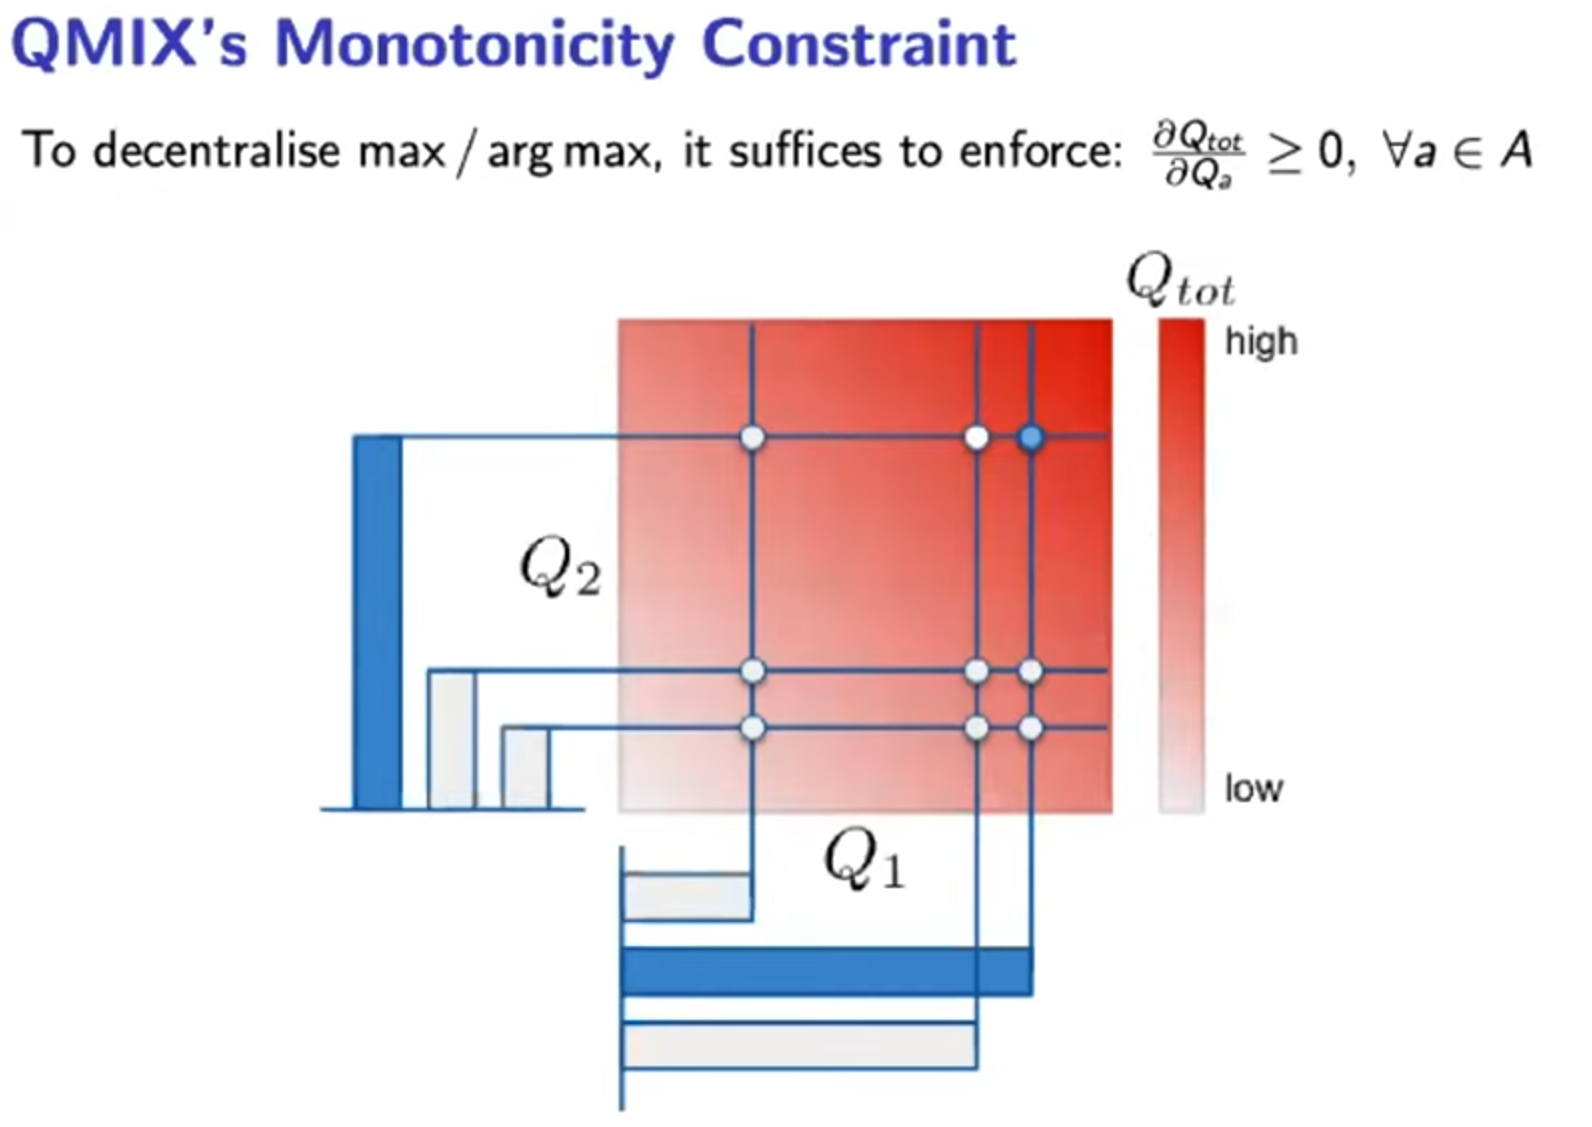 QMIX's Monotonicity Constraint
To decentralise max / arg max, it suffices to enforce: ∂Q_tot/∂Q_a ≥ 0, ∀a ∈ A
Q_tot
high
Q_2
low
Q_1